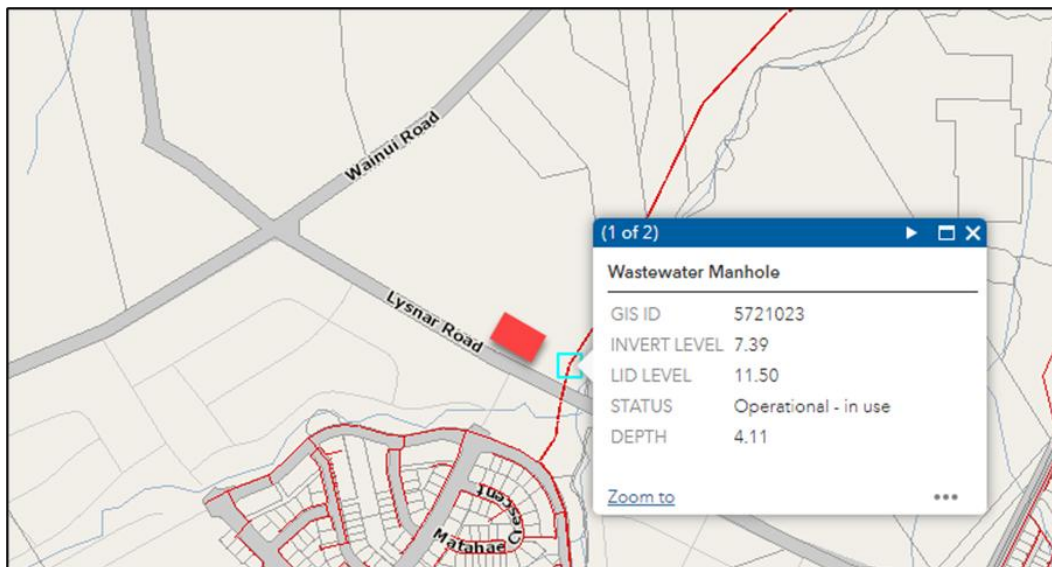 Wainui Road
Lysnar Road
Matahae
Crescent
(1 of 2)
Wastewater Manhole
GIS ID 5721023
INVERT LEVEL 7.39
LID LEVEL 11.50
STATUS Operational - in use
DEPTH 4.11
Zoom to